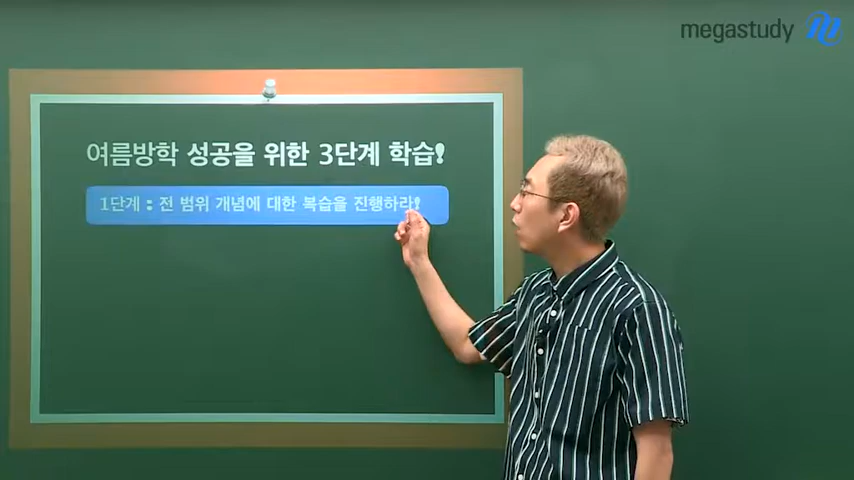 megastudy
여름방학 성공을 위한 3단계 학습!
1단계 : 전 범위 개념에 대한 복습을 진행하라!